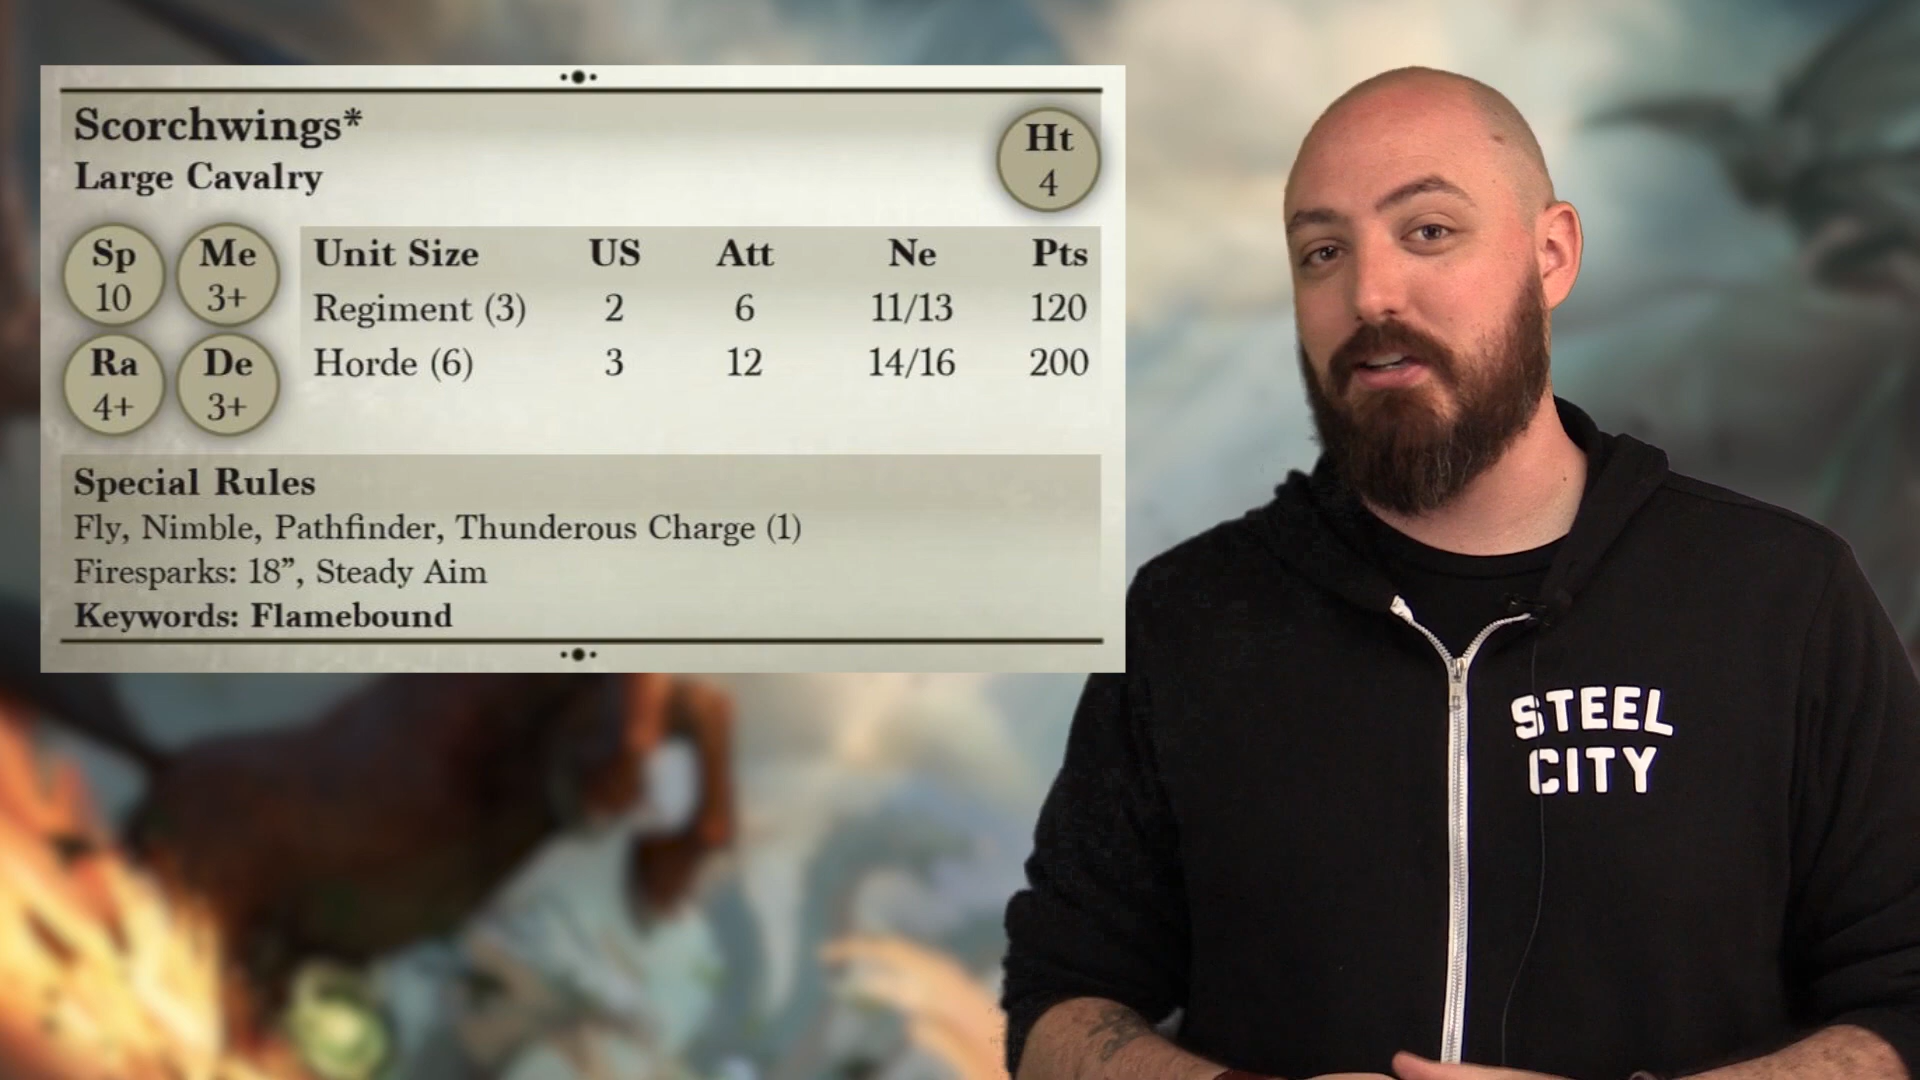 Scorchwings*
Large Cavalry
Ht
4
Sp
10
Me
3+
Ra
4+
De
3+
Unit Size US Att Ne Pts
Regiment (3) 2 6 11/13 120
Horde (6) 3 12 14/16 200
Special Rules
Fly, Nimble, Pathfinder, Thunderous Charge (1)
Firesparks: 18”, Steady Aim
Keywords: Flamebound
STEEL
CITY